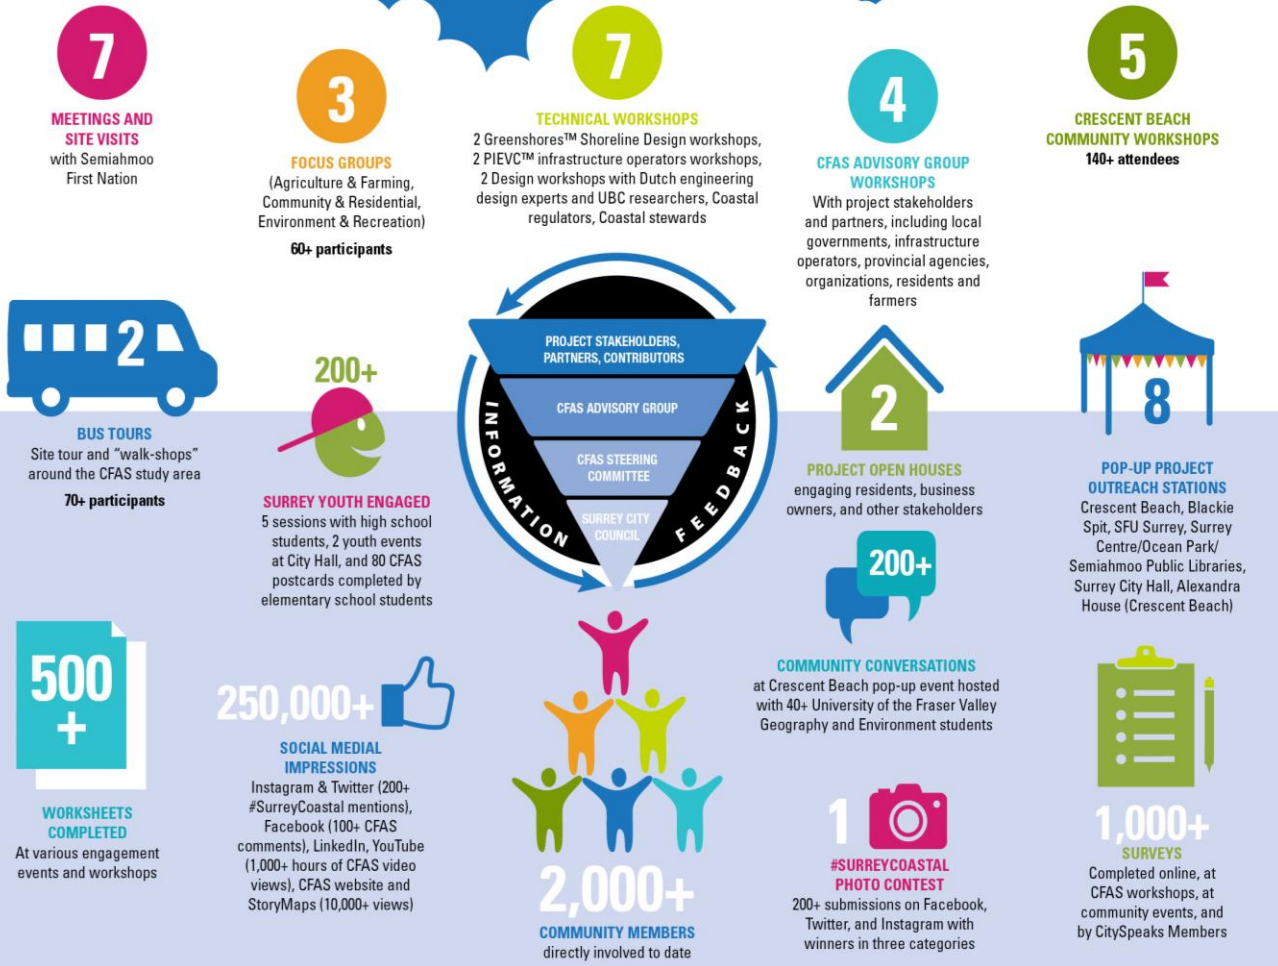 7
MEETINGS AND
SITE VISITS
with Semiahmoo
First Nation
3
FOCUS GROUPS
(Agriculture & Farming,
Community & Residential,
Environment & Recreation)
60+ participants
7
TECHNICAL WORKSHOPS
2 Greenshores™ Shoreline Design workshops,
2 PIEVC™ infrastructure operators workshops,
2 Design workshops with Dutch engineering
design experts and UBC researchers, Coastal
regulators, Coastal stewards
4
CFAS ADVISORY GROUP
WORKSHOPS
With project stakeholders
and partners, including local
governments, infrastructure
operators, provincial agencies,
organizations, residents and
farmers
5
CRESCENT BEACH
COMMUNITY WORKSHOPS
140+ attendees
2
BUS TOURS
Site tour and “walk-shops”
around the CFAS study area
70+ participants
200+
SURREY YOUTH ENGAGED
5 sessions with high school
students, 2 youth events
at City Hall, and 80 CFAS
postcards completed by
elementary school students
PROJECT STAKEHOLDERS,
PARTNERS, CONTRIBUTORS
CFAS ADVISORY GROUP
CFAS STEERING
COMMITTEE
SURREY CITY
COUNCIL
INFORMATION
FEEDBACK
2
PROJECT OPEN HOUSES
engaging residents, business
owners, and other stakeholders
8
POP-UP PROJECT
OUTREACH STATIONS
Crescent Beach, Blackie
Spit, SFU Surrey, Surrey
Centre/Ocean Park/
Semiahmoo Public Libraries,
Surrey City Hall, Alexandra
House (Crescent Beach)
500
+
WORKSHEETS
COMPLETED
At various engagement
events and workshops
250,000+
SOCIAL MEDIAL
IMPRESSIONS
Instagram & Twitter (200+
#SurreyCoastal mentions),
Facebook (100+ CFAS
comments), LinkedIn, YouTube
(1,000+ hours of CFAS video
views), CFAS website and
StoryMaps (10,000+ views)
2,000+
COMMUNITY MEMBERS
directly involved to date
200+
COMMUNITY CONVERSATIONS
at Crescent Beach pop-up event hosted
with 40+ University of the Fraser Valley
Geography and Environment students
1
#SURREYCOASTAL
PHOTO CONTEST
200+ submissions on Facebook,
Twitter, and Instagram with
winners in three categories
1,000+
SURVEYS
Completed online, at
CFAS workshops, at
community events, and
by CitySpeaks Members